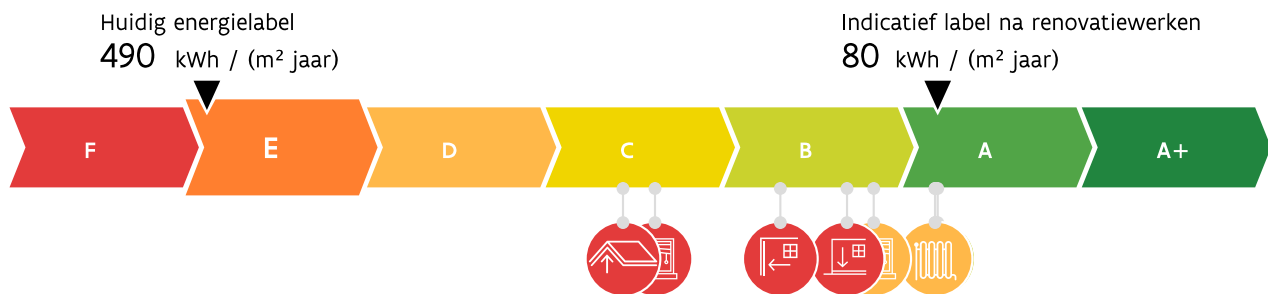 Huidig energielabel
490 kWh / (m² jaar)
Indicatief label na renovatiewerken
80 kWh / (m² jaar)
F E D C B A A+